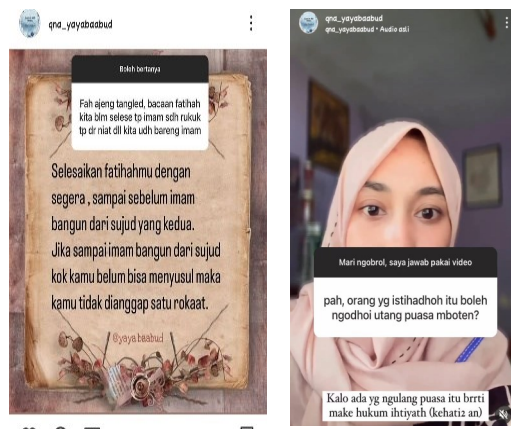 qna_yayabaabud
Boleh bertanya
Fah ajeng tangled, bacaan fatihah
kita blm selese tp imam sdh rukuk
tp dr niat dll kita udh bareng imam
Selesaikan fatihahmu dengan
segera , sampai sebelum imam
bangun dari sujud yang kedua.
Jika sampai imam bangun dari sujud
kok kamu belum bisa menyusul maka
kamu tidak dianggap satu rokaat.
@yayabaabud
qna_yayabaabud
qna_yayabaabud • Audio asli
Mari ngobrol, saya jawab pakai video
pah, orang yg istihadhoh itu boleh
ngodhoi utang puasa mboten?
Kalo ada yg ngulang puasa itu brrti
make hukum ihtiyath (kehati2 an)